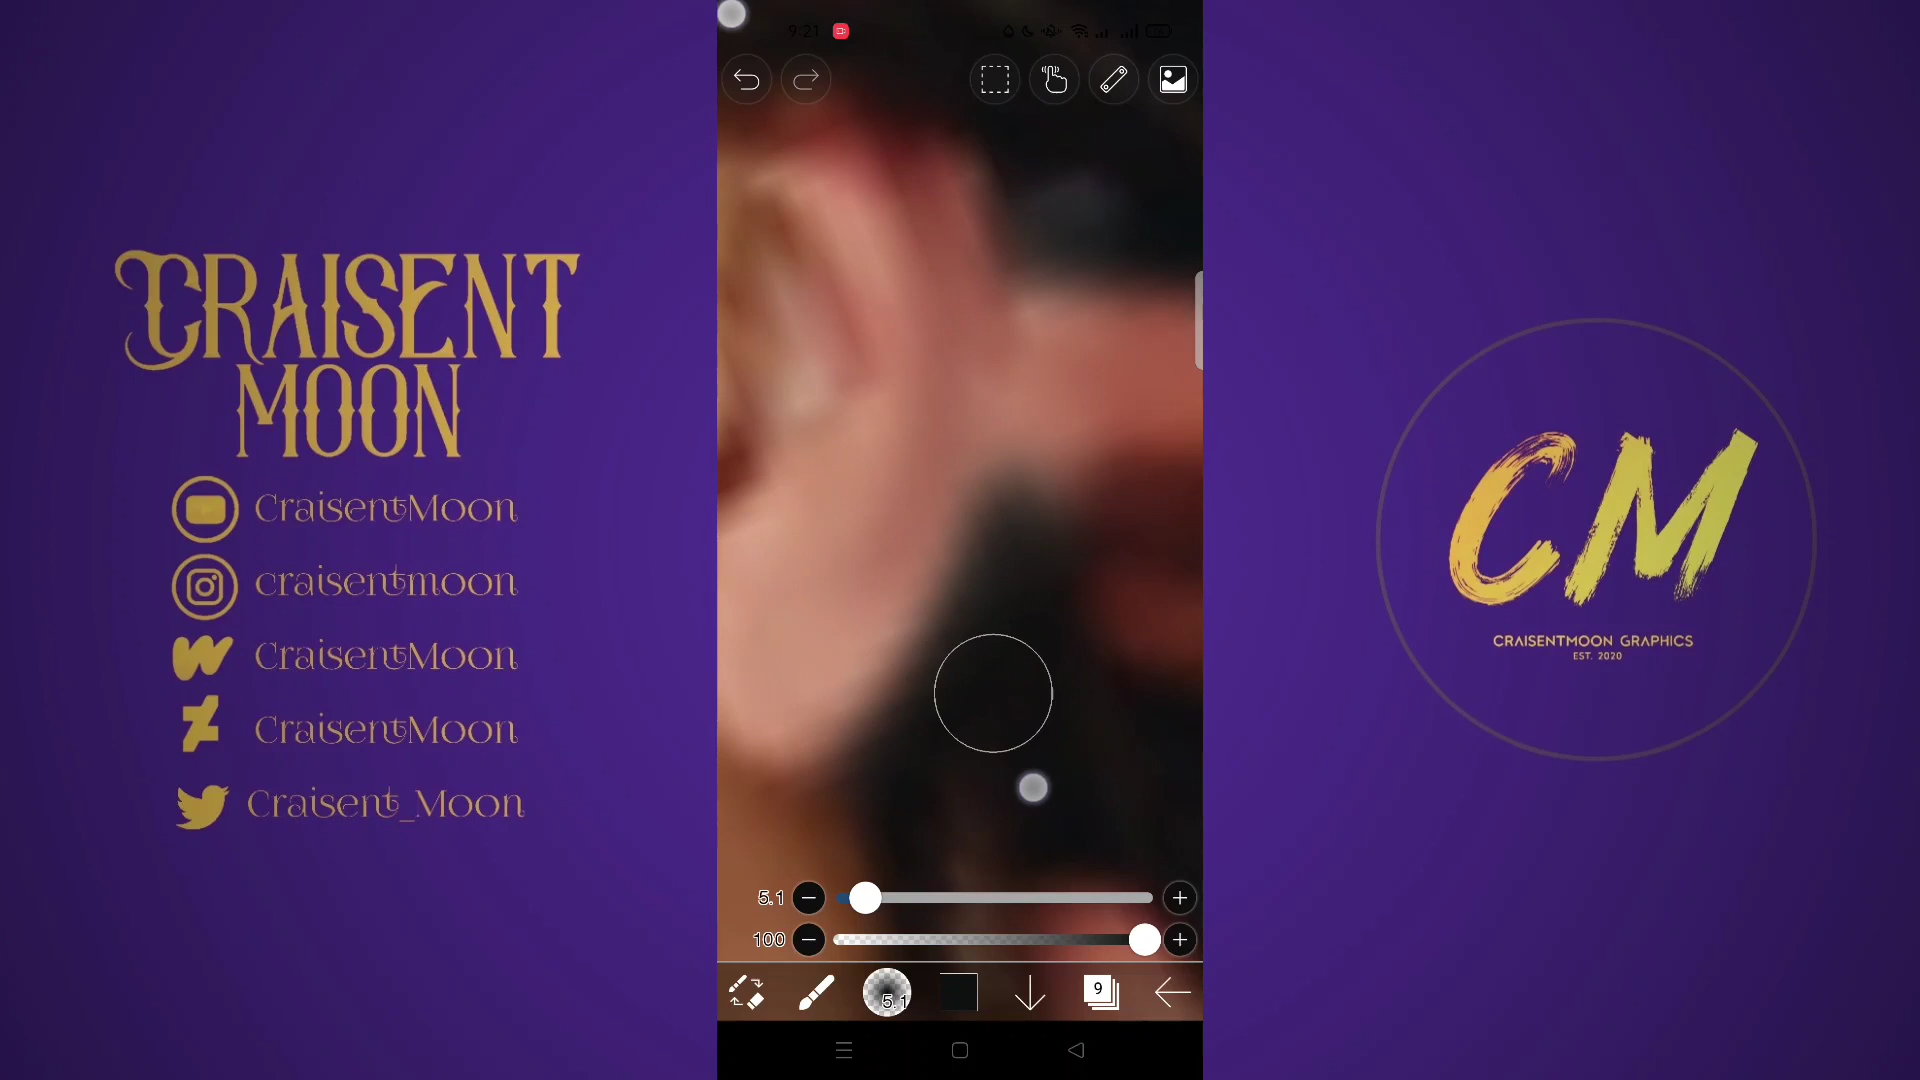 CRAISENT
MOON
CraisentMoon
craisentmoon
CraisentMoon
CraisentMoon
Craisent_Moon
9:21
5.1
100
5.1
9
CM
CRAISENTMOON GRAPHICS
EST. 2020